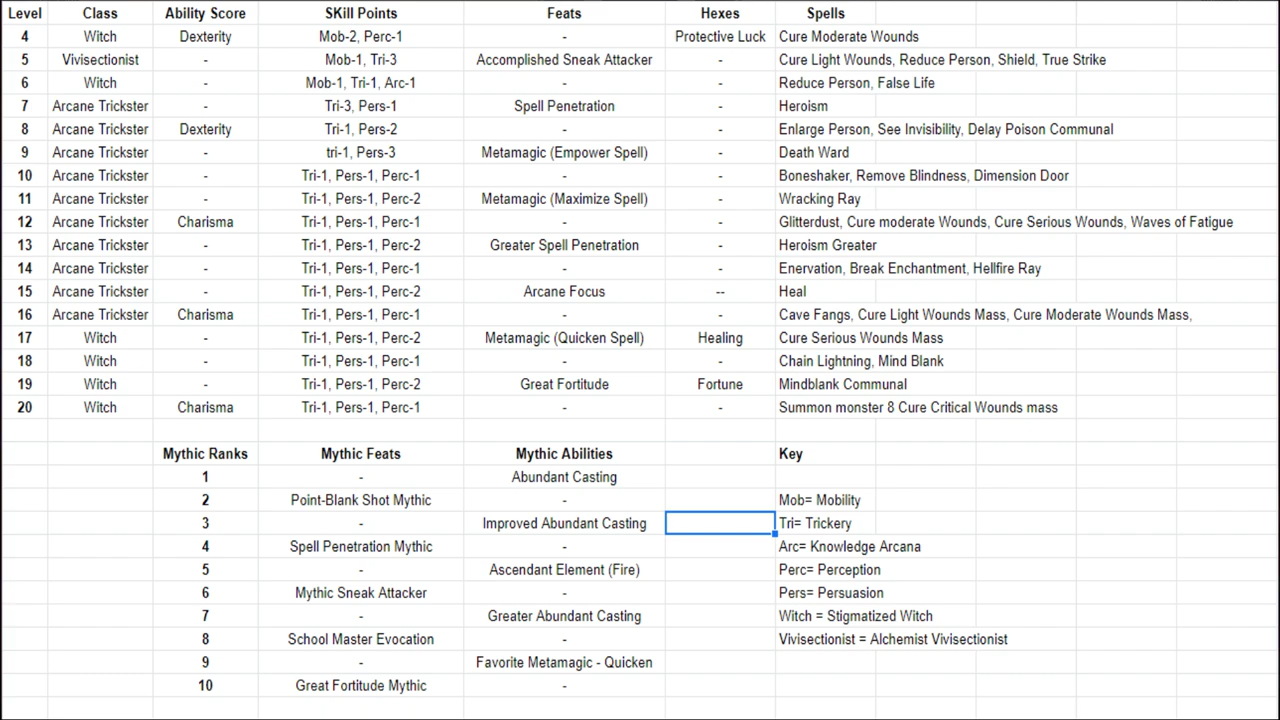 Level Class Ability Score SKill Points Feats Hexes Spells
4 Witch Dexterity Mob-2, Perc-1 - Protective Luck Cure Moderate Wounds
5 Vivisectionist - Mob-1, Tri-3 Accomplished Sneak Attacker - Cure Light Wounds, Reduce Person, Shield, True Strike
6 Witch - Mob-1, Tri-1, Arc-1 - - Reduce Person, False Life
7 Arcane Trickster - Tri-3, Pers-1 Spell Penetration - Heroism
8 Arcane Trickster Dexterity Tri-1, Pers-2 - - Enlarge Person, See Invisibility, Delay Poison Communal
9 Arcane Trickster - tri-1, Pers-3 Metamagic (Empower Spell) - Death Ward
10 Arcane Trickster - Tri-1, Pers-1, Perc-1 - - Boneshaker, Remove Blindness, Dimension Door
11 Arcane Trickster - Tri-1, Pers-1, Perc-2 Metamagic (Maximize Spell) - Wracking Ray
12 Arcane Trickster Charisma Tri-1, Pers-1, Perc-1 - - Glitterdust, Cure moderate Wounds, Cure Serious Wounds, Waves of Fatigue
13 Arcane Trickster - Tri-1, Pers-1, Perc-2 Greater Spell Penetration - Heroism Greater
14 Arcane Trickster - Tri-1, Pers-1, Perc-1 - - Enervation, Break Enchantment, Hellfire Ray
15 Arcane Trickster - Tri-1, Pers-1, Perc-2 Arcane Focus -- Heal
16 Arcane Trickster Charisma Tri-1, Pers-1, Perc-1 - - Cave Fangs, Cure Light Wounds Mass, Cure Moderate Wounds Mass,
17 Witch - Tri-1, Pers-1, Perc-2 Metamagic (Quicken Spell) Healing Cure Serious Wounds Mass
18 Witch - Tri-1, Pers-1, Perc-1 - - Chain Lightning, Mind Blank
19 Witch - Tri-1, Pers-1, Perc-2 Great Fortitude Fortune Mindblank Communal
20 Witch Charisma Tri-1, Pers-1, Perc-1 - - Summon monster 8 Cure Critical Wounds mass
Mythic Ranks Mythic Feats Mythic Abilities Key
1 - Abundant Casting
2 Point-Blank Shot Mythic - Mob= Mobility
3 - Improved Abundant Casting Tri= Trickery
4 Spell Penetration Mythic - Arc= Knowledge Arcana
5 - Ascendant Element (Fire) Perc= Perception
6 Mythic Sneak Attacker - Pers= Persuasion
7 - Greater Abundant Casting Witch = Stigmatized Witch
8 School Master Evocation - Vivisectionist = Alchemist Vivisectionist
9 - Favorite Metamagic - Quicken
10 Great Fortitude Mythic -